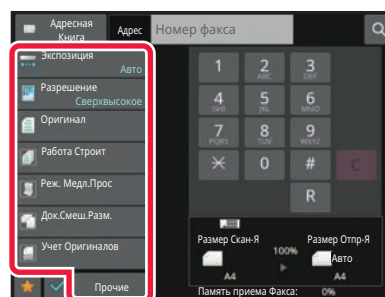 Адресная Книга
Адрес
Номер факса
Экспозиция
Авто
Разрешение
Сверхвысокое
Оригинал
Работа Строит
Реж. Медл.Прос
Док.Смеш.Разм.
Учет Оригиналов
Прочие
1
2 ABC
3 DEF
4 GHI
5 JKL
6 MNO
7 PQRS
8 TUV
9 WXYZ
0
#
C
R
Размер Скан-Я
100%
Размер Отпр-Я
Авто
A4
A4
Память приема Факса: 0%